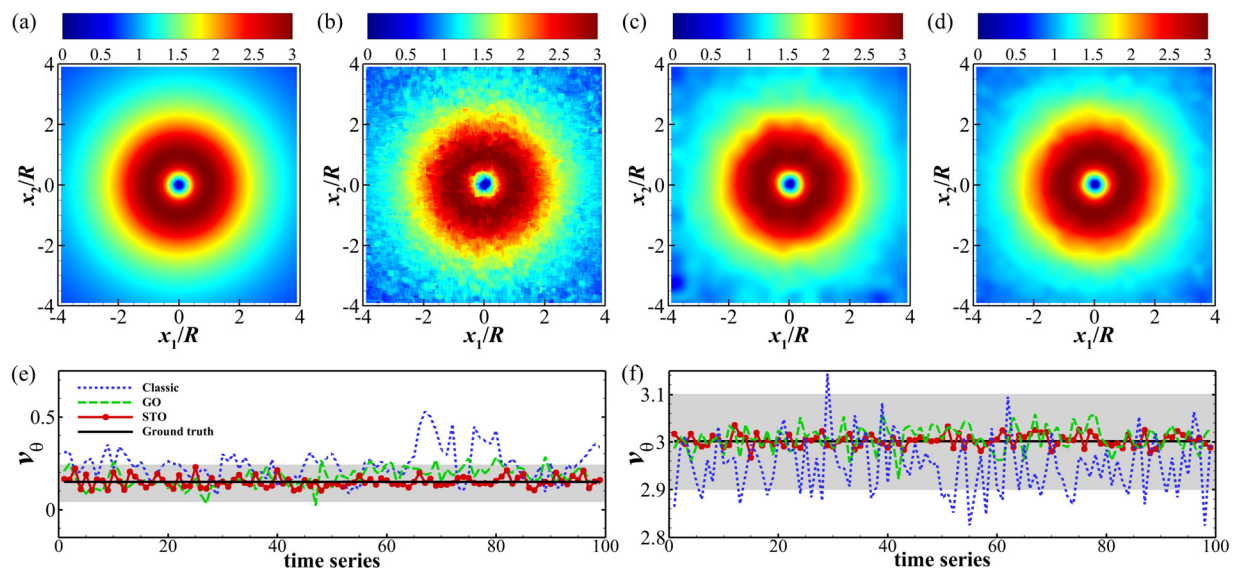 (a) (b) (c) (d)
0 0.5 1 1.5 2 2.5 3 0 0.5 1 1.5 2 2.5 3 0 0.5 1 1.5 2 2.5 3 0 0.5 1 1.5 2 2.5 3
4 4 4 4
2 2 2 2
x2/R 0 x2/R 0 x2/R 0 x2/R 0
-2 -2 -2 -2
-4 -4 -4 -4
-4 -2 0 2 4 -4 -2 0 2 4 -4 -2 0 2 4 -4 -2 0 2 4
x1/R x1/R x1/R x1/R
(e)
Classic
GO
STO
Ground truth
0.5
vθ
0
0 20 40 60 80 100
time series
(f)
3.1
vθ 3
2.9
2.8
0 20 40 60 80 100
time series